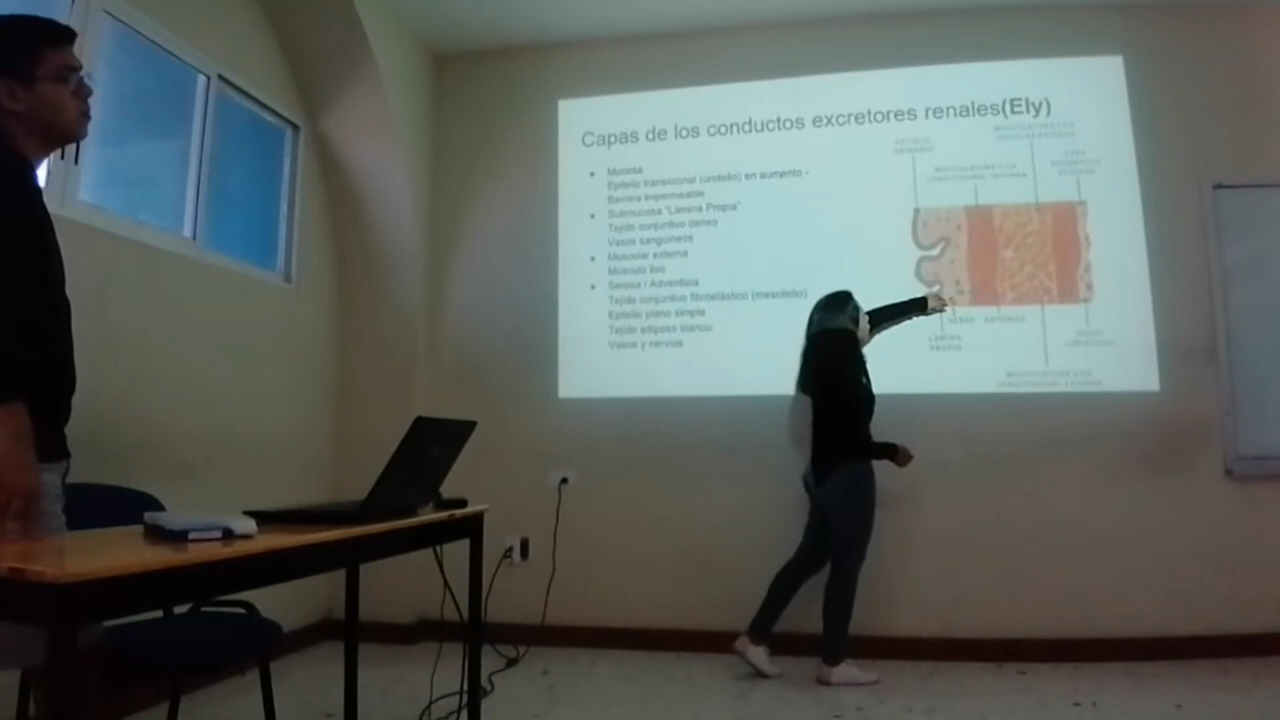 Capas de los conductos excretores renales(Ely)
Mucosa
Epitelio transicional (urotelio) en aumento -
Barrera impermeable
Submucosa "Lámina Propia"
Tejido conjuntivo denso
Vasos sanguíneos
Muscular externa
Músculo liso
Serosa / Adventicia
Tejido conjuntivo fibroelástico (mesotelio)
Epitelio plano simple
Tejido adiposo blanco
Vasos y nervios
LÁMINA
PROPIA